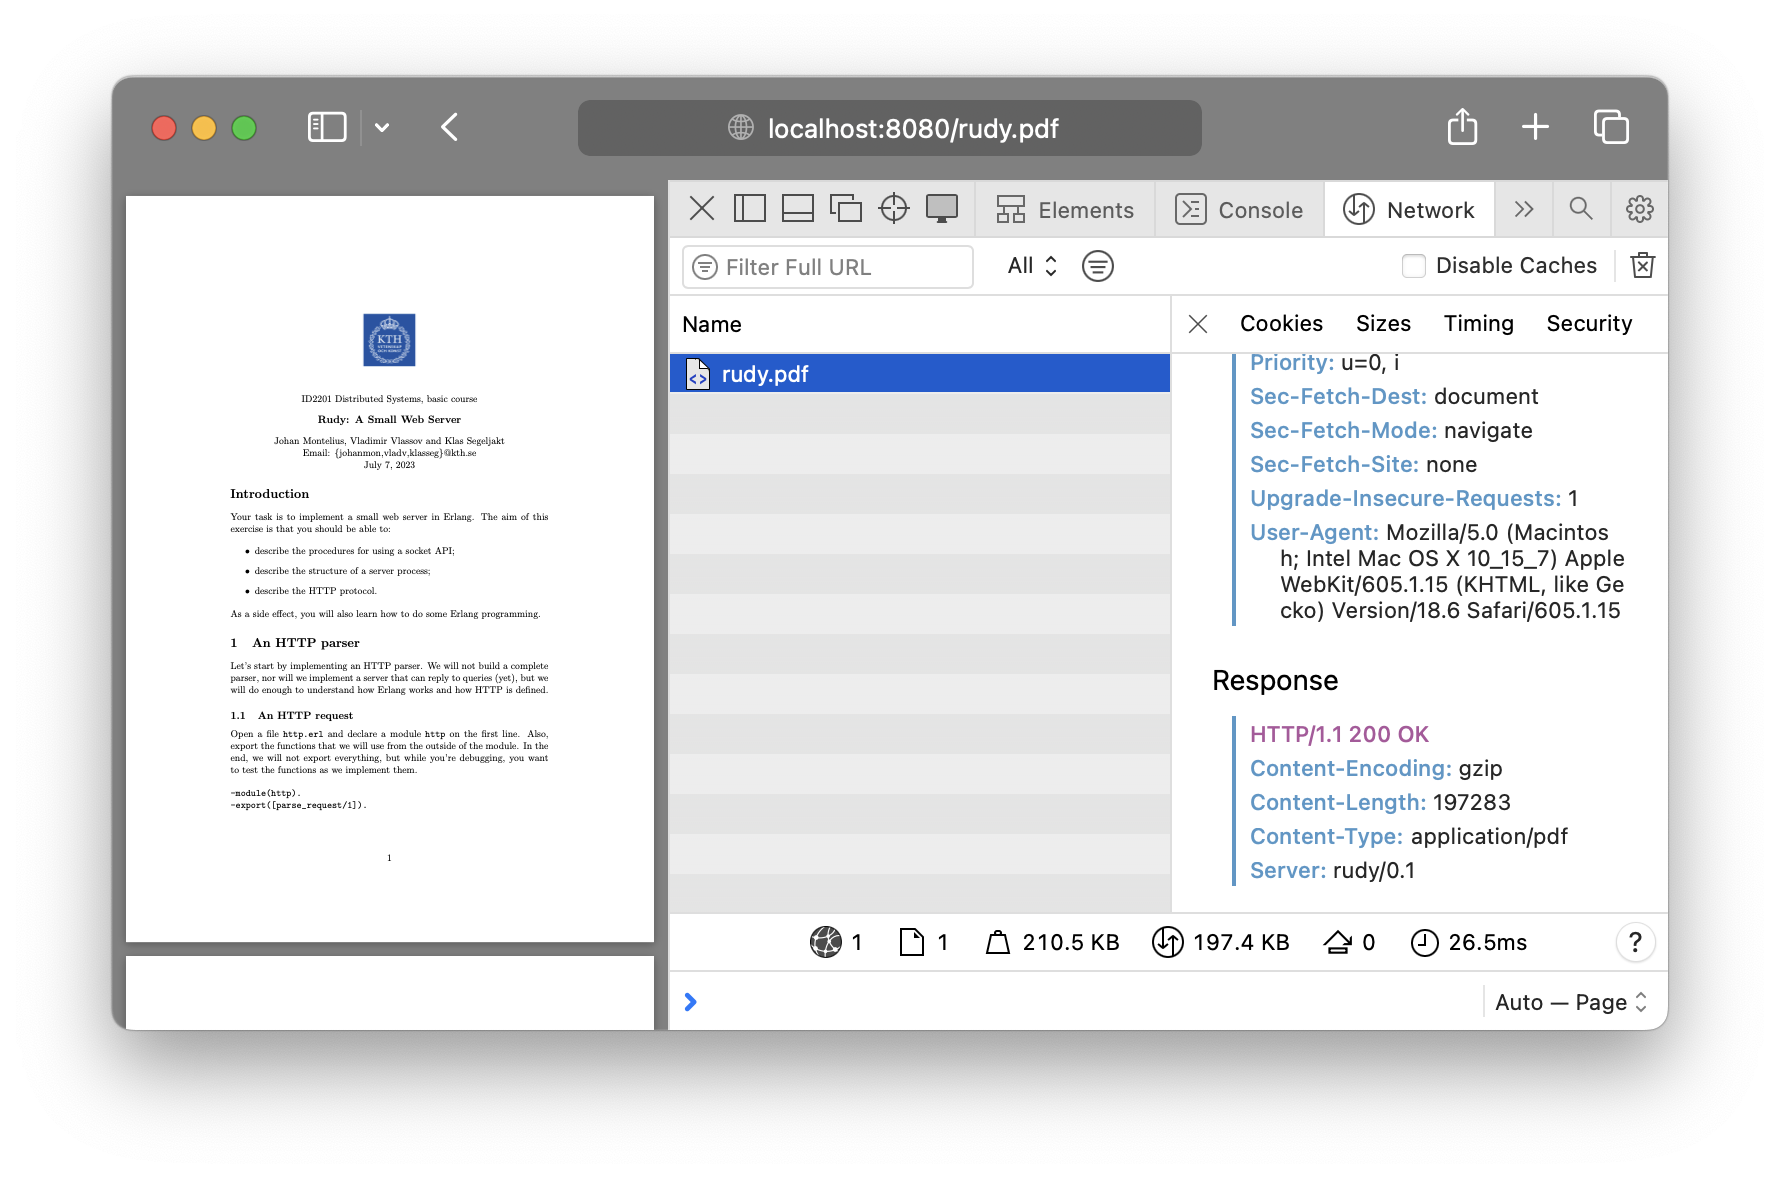 localhost:8080/rudy.pdf
KTH
VETENSKAP
OCH KONST
ID2201 Distributed Systems, basic course
Rudy: A Small Web Server
Johan Montelius, Vladimir Vlassov and Klas Segeljakt
Email: {johanmon,vladv,klasseg}@kth.se
July 7, 2023
Introduction
Your task is to implement a small web server in Erlang. The aim of this
exercise is that you should be able to:
• describe the procedures for using a socket API;
• describe the structure of a server process;
• describe the HTTP protocol.
As a side effect, you will also learn how to do some Erlang programming.
1 An HTTP parser
Let's start by implementing an HTTP parser. We will not build a complete
parser, nor will we implement a server that can reply to queries (yet), but we
will do enough to understand how Erlang works and how HTTP is defined.
1.1 An HTTP request
Open a file http.erl and declare a module http on the first line. Also,
export the functions that we will use from the outside of the module. In the
end, we will not export everything, but while you're debugging, you want
to test the functions as we implement them.
-module(http).
-export([parse_request/1]).
1
Elements
Console
Network
Filter Full URL
All
Disable Caches
Name
rudy.pdf
Cookies
Sizes
Timing
Security
Priority: u=0, i
Sec-Fetch-Dest: document
Sec-Fetch-Mode: navigate
Sec-Fetch-Site: none
Upgrade-Insecure-Requests: 1
User-Agent: Mozilla/5.0 (Macintos
h; Intel Mac OS X 10_15_7) Apple
WebKit/605.1.15 (KHTML, like Ge
cko) Version/18.6 Safari/605.1.15
Response
HTTP/1.1 200 OK
Content-Encoding: gzip
Content-Length: 197283
Content-Type: application/pdf
Server: rudy/0.1
1
1
210.5 KB
197.4 KB
0
26.5ms
?
Auto — Page